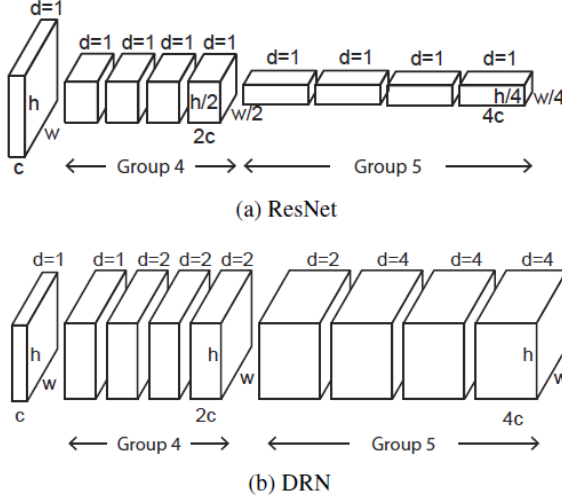 d=1
d=1 d=1 d=1 d=1
d=1 d=1 d=1 d=1
h
w
c
h/2
w/2
2c
h/4
w/4
4c
Group 4
Group 5
(a) ResNet
d=1
d=1 d=2 d=2 d=2
d=2 d=4 d=4 d=4
h
w
c
h
w
2c
h
w
4c
Group 4
Group 5
(b) DRN